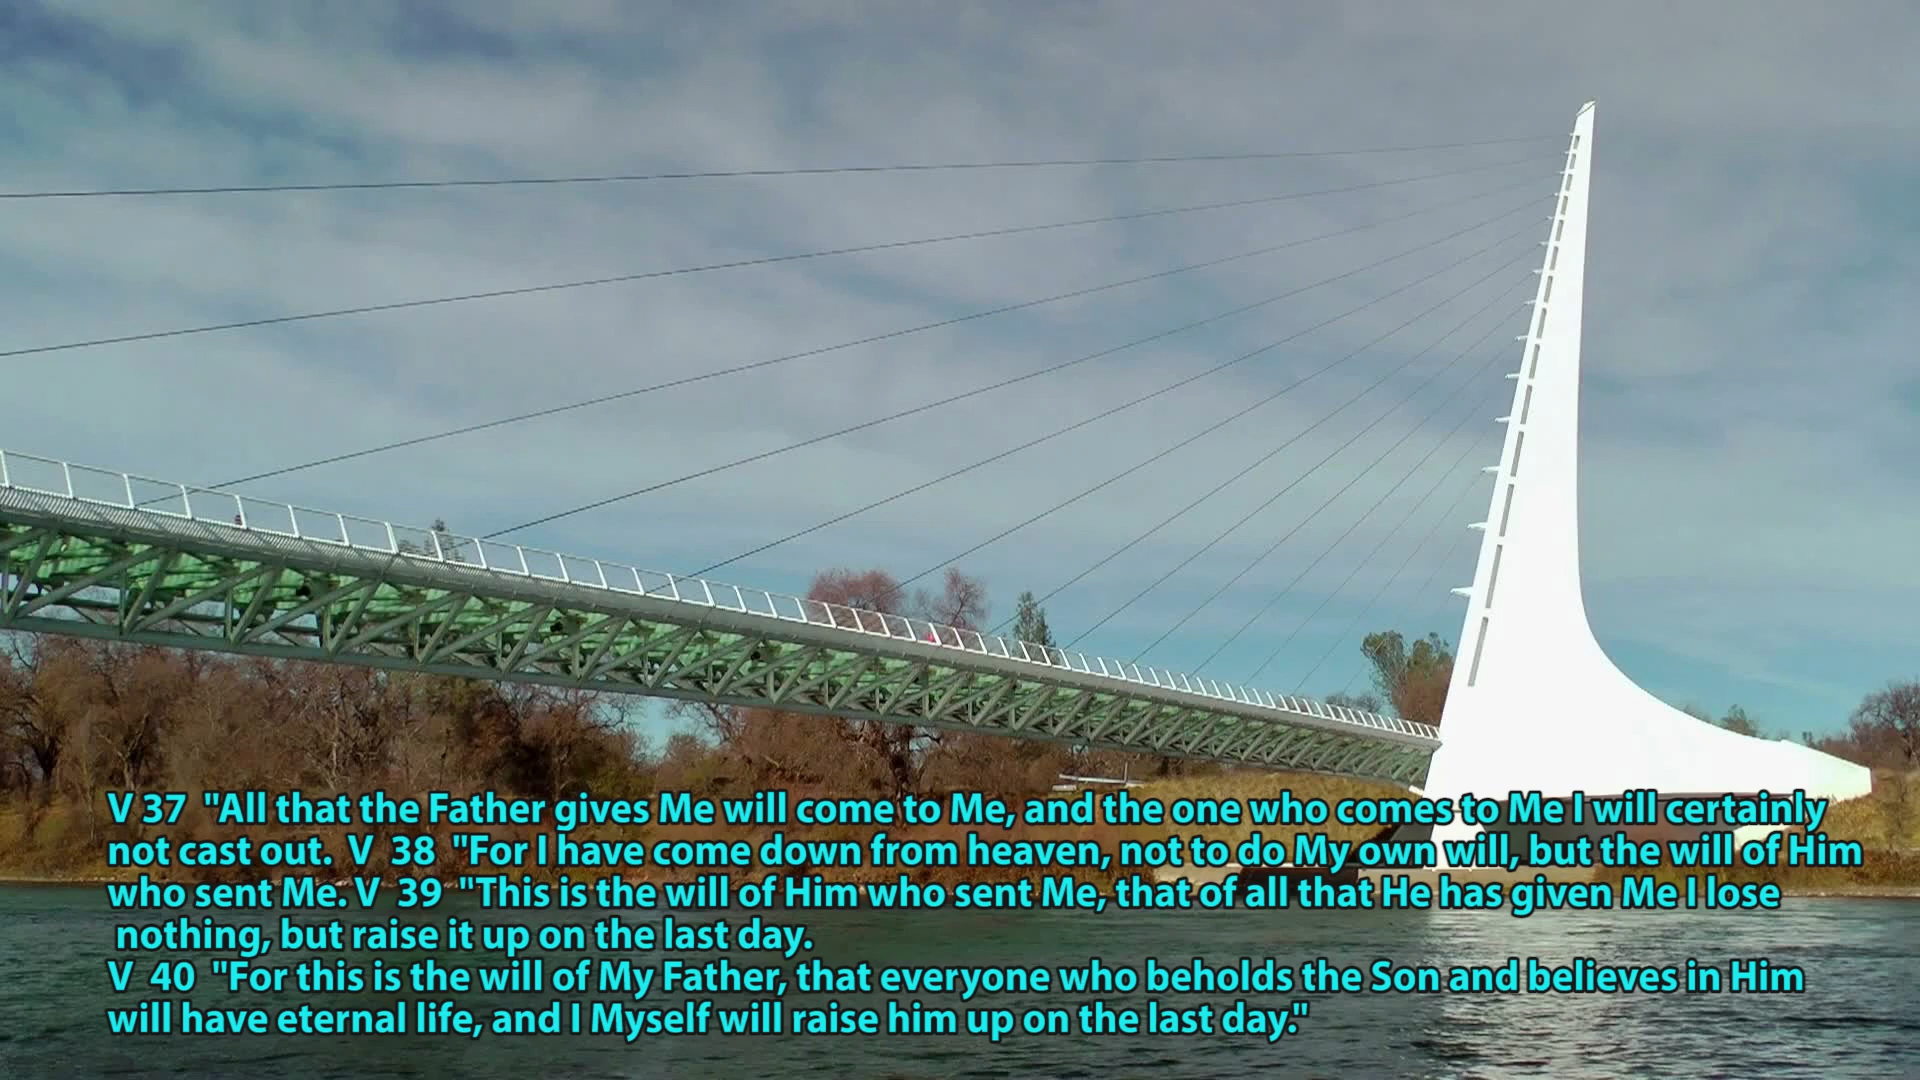 V 37  "All that the Father gives Me will come to Me, and the one who comes to Me I will certainly
not cast out.  V  38  "For I have come down from heaven, not to do My own will, but the will of Him
who sent Me. V  39  "This is the will of Him who sent Me, that of all that He has given Me I lose
nothing, but raise it up on the last day.
V  40  "For this is the will of My Father, that everyone who beholds the Son and believes in Him
will have eternal life, and I Myself will raise him up on the last day."